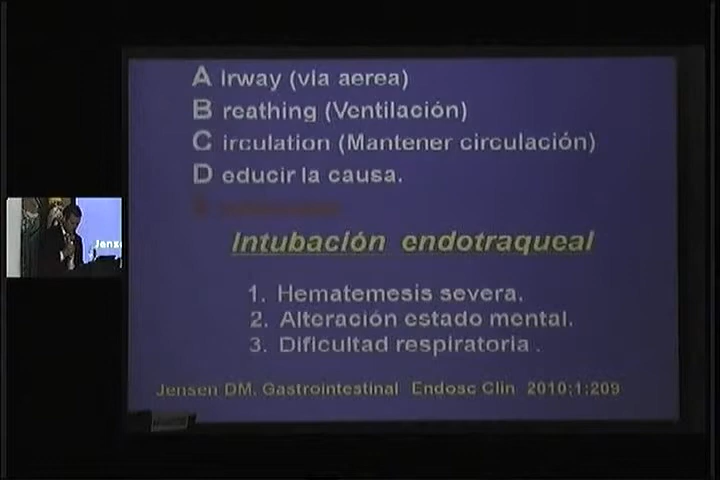 A irway (via aerea)
B reathing (Ventilación)
C irculation (Mantener circulación)
D educir la causa.
Intubación endotraqueal
1. Hematemesis severa.
2. Alteración estado mental.
3. Dificultad respiratoria .
Jensen DM. Gastrointestinal Endosc Clin 2010;1:209
Jens